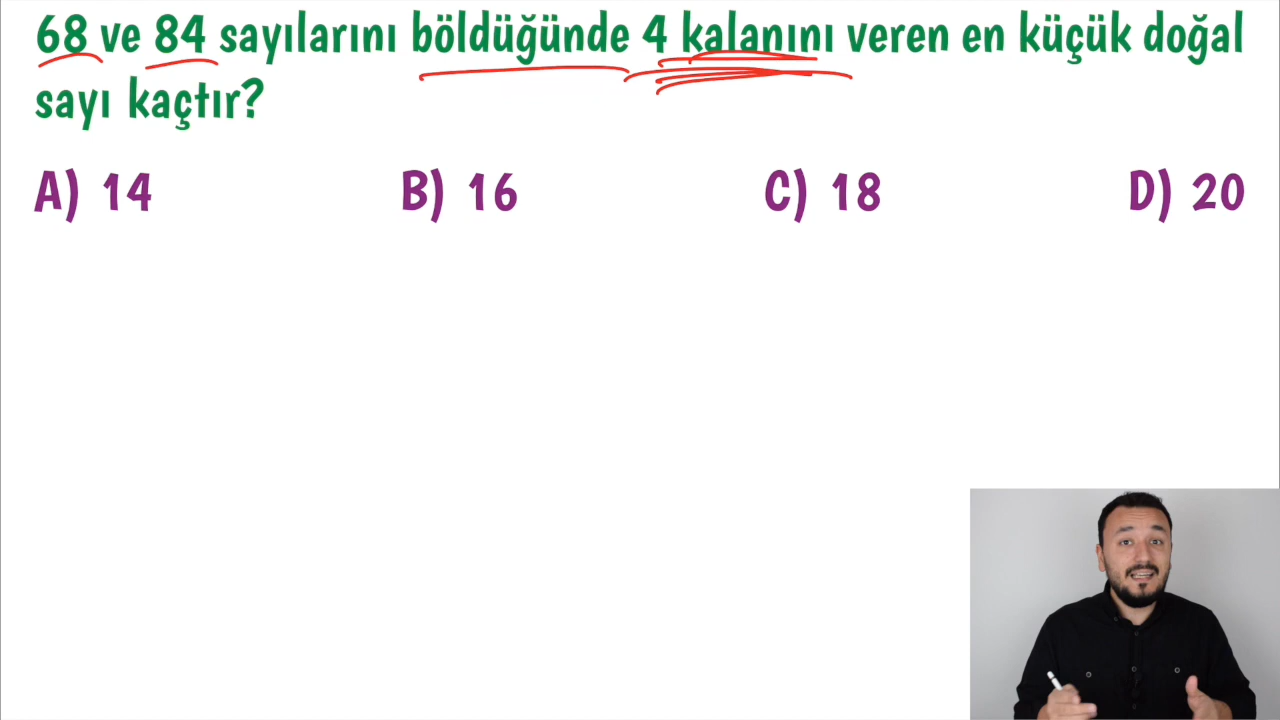 68 ve 84 sayılarını böldüğünde 4 kalanını veren en küçük doğal
sayı kaçtır?
A) 14 B) 16 C) 18 D) 20